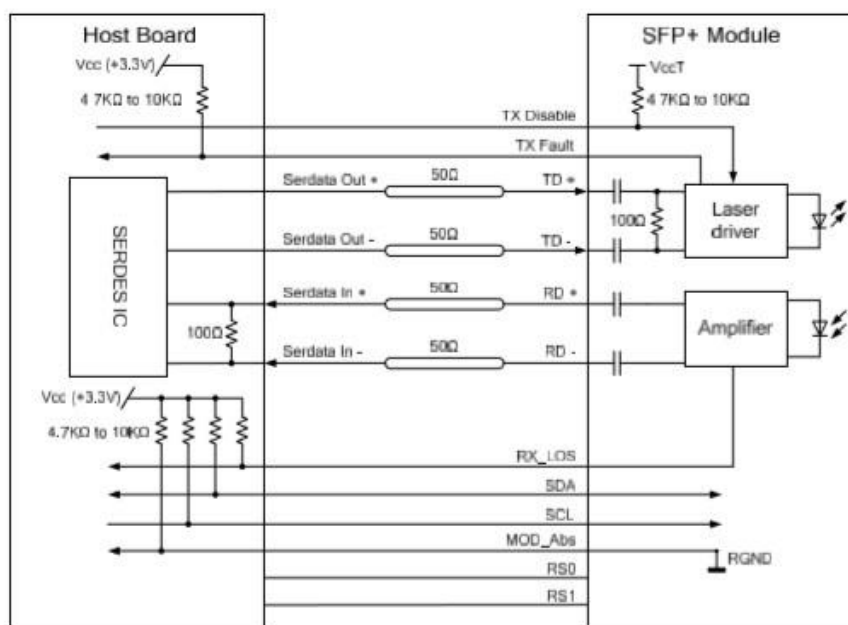 Host Board
SFP+ Module
Vcc (+3.3V)
VccT
4 7KΩ to 10KΩ
4 7KΩ to 10KΩ
TX Disable
TX Fault
Serdata Out +
50Ω
TD +
SERDES IC
100Ω
Laser
driver
Serdata Out -
50Ω
TD -
Serdata In +
50Ω
RD +
100Ω
Amplifier
Serdata In -
50Ω
RD -
Vcc (+3.3V)
4.7KΩ to 10KΩ
RX_LOS
SDA
SCL
MOD_Abs
RGND
RS0
RS1